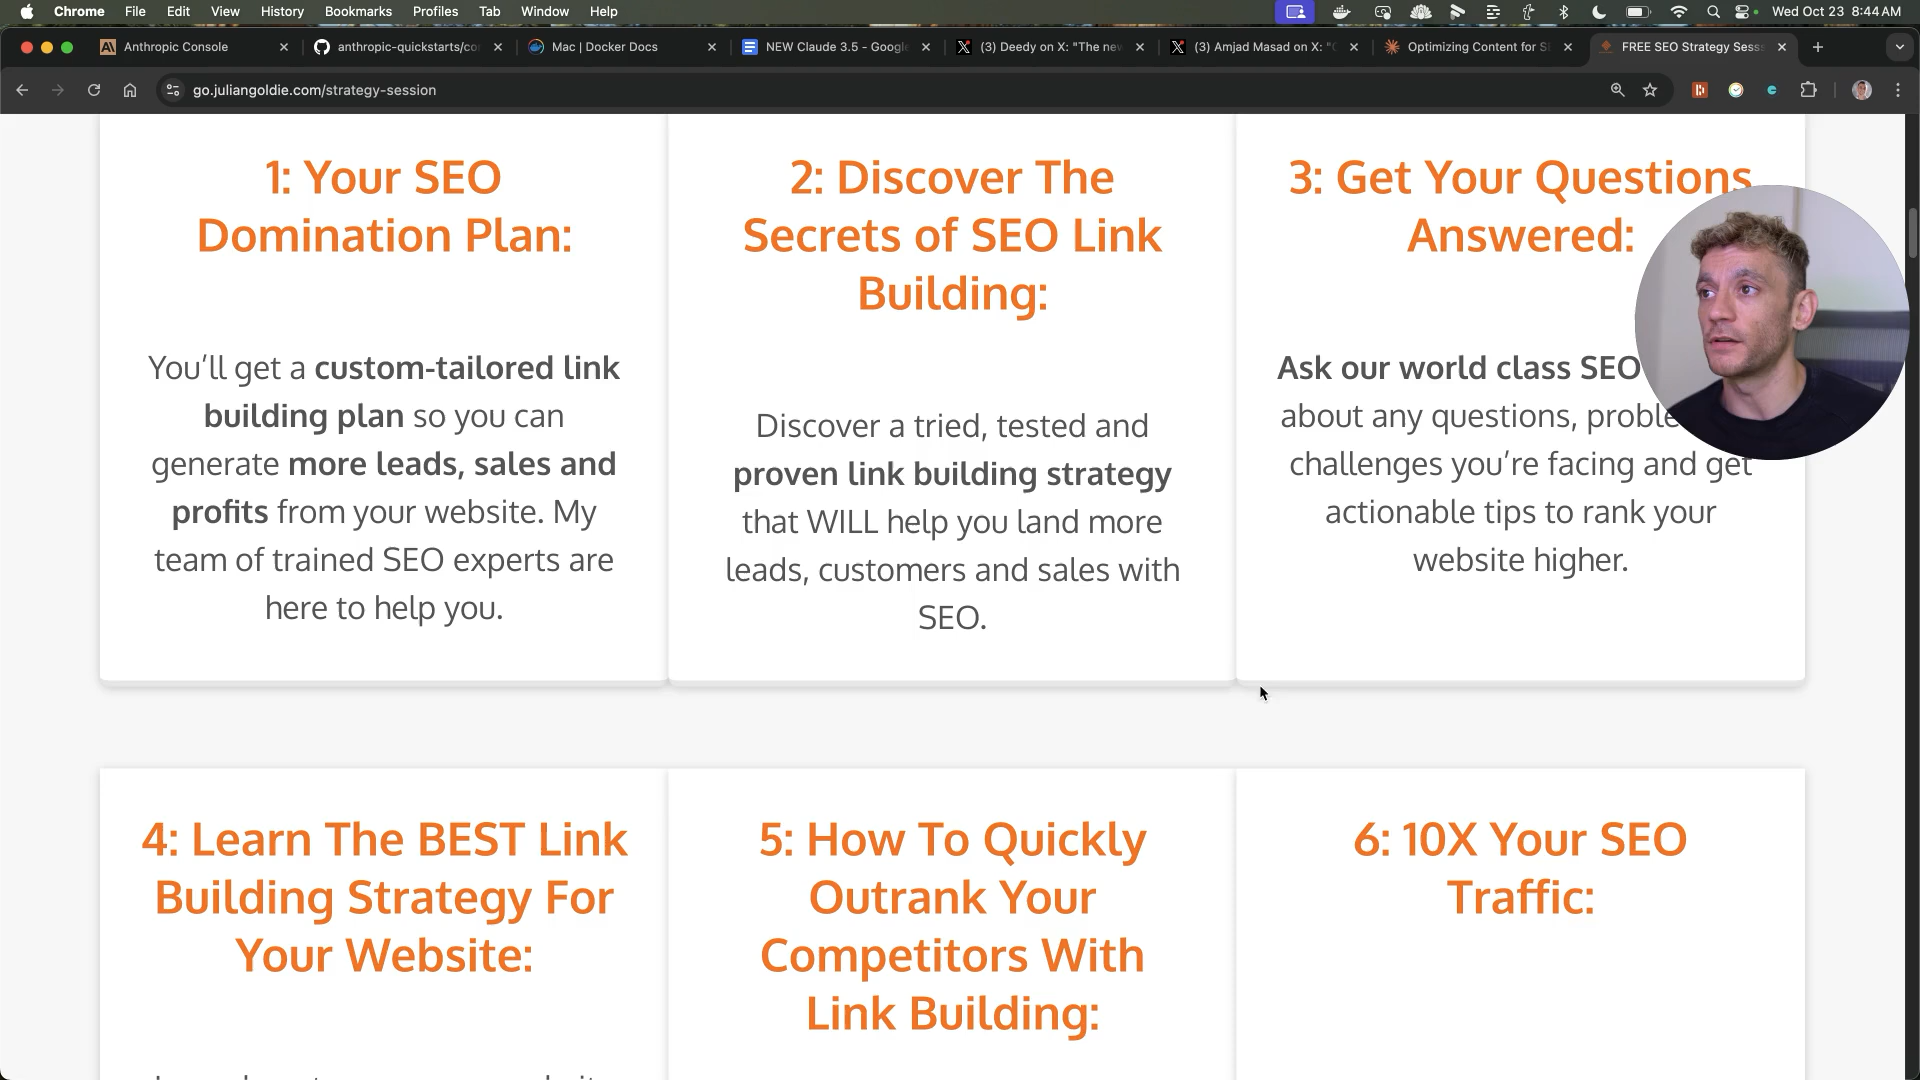 Chrome File Edit View History Bookmarks Profiles Tab Window Help Wed Oct 23 8:44 AM
Anthropic Console anthropic-quickstarts/co Mac | Docker Docs NEW Claude 3.5 - Google (3) Deedy on X: "The new (3) Amjad Masad on X: " Optimizing Content for S FREE SEO Strategy Sess
go.juliangoldie.com/strategy-session
1: Your SEO
Domination Plan:
You’ll get a custom-tailored link
building plan so you can
generate more leads, sales and
profits from your website. My
team of trained SEO experts are
here to help you.
2: Discover The
Secrets of SEO Link
Building:
Discover a tried, tested and
proven link building strategy
that WILL help you land more
leads, customers and sales with
SEO.
3: Get Your Questions
Answered:
Ask our world class SEO
about any questions,
challenges you’re facing and get
actionable tips to rank your
website higher.
4: Learn The BEST Link
Building Strategy For
Your Website:
5: How To Quickly
Outrank Your
Competitors With
Link Building:
6: 10X Your SEO
Traffic: